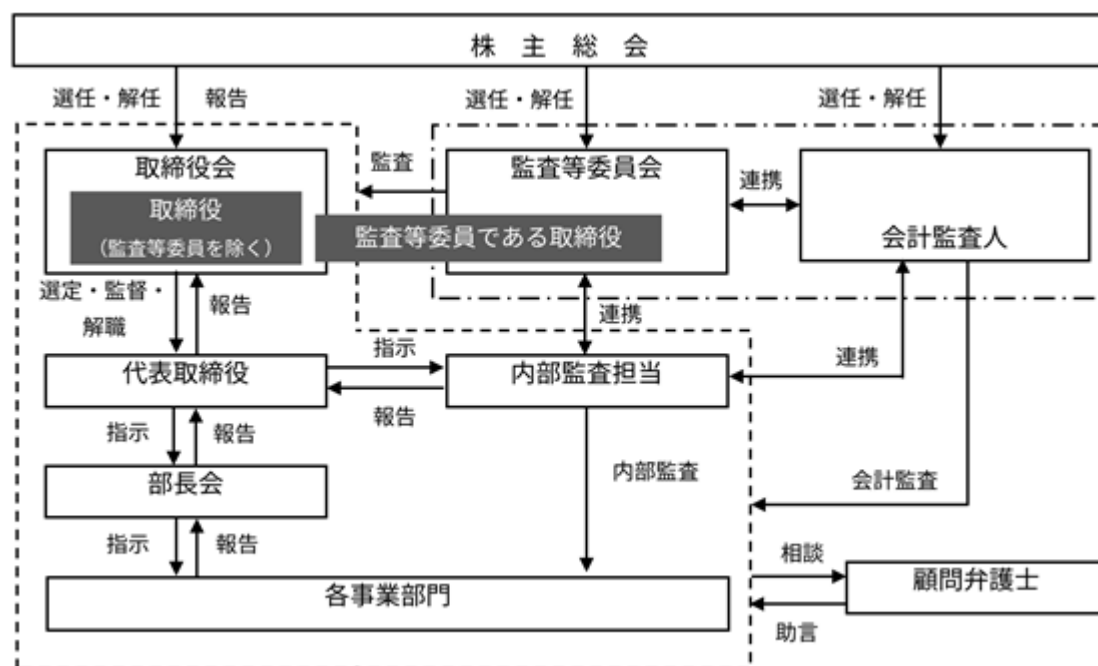 株 主 総 会
選任・解任
報告
選任・解任
選任・解任
取締役会
取締役
（監査等委員を除く）
監査
監査等委員会
監査等委員である取締役
連携
会計監査人
選定・監督・
解職
報告
連携
代表取締役
指示
報告
内部監査担当
連携
指示
報告
部長会
内部監査
会計監査
指示
報告
各事業部門
相談
顧問弁護士
助言